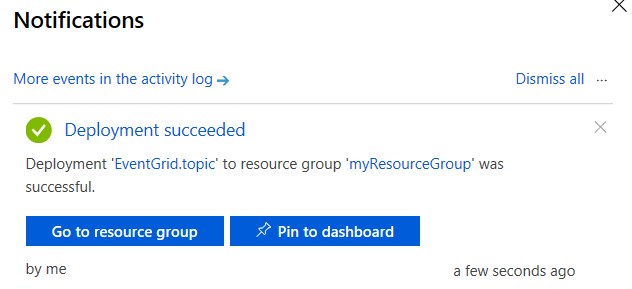 Notifications
More events in the activity log →
Dismiss all ...
Deployment succeeded
Deployment 'EventGrid.topic' to resource group 'myResourceGroup' was
successful.
Go to resource group
Pin to dashboard
by me
a few seconds ago